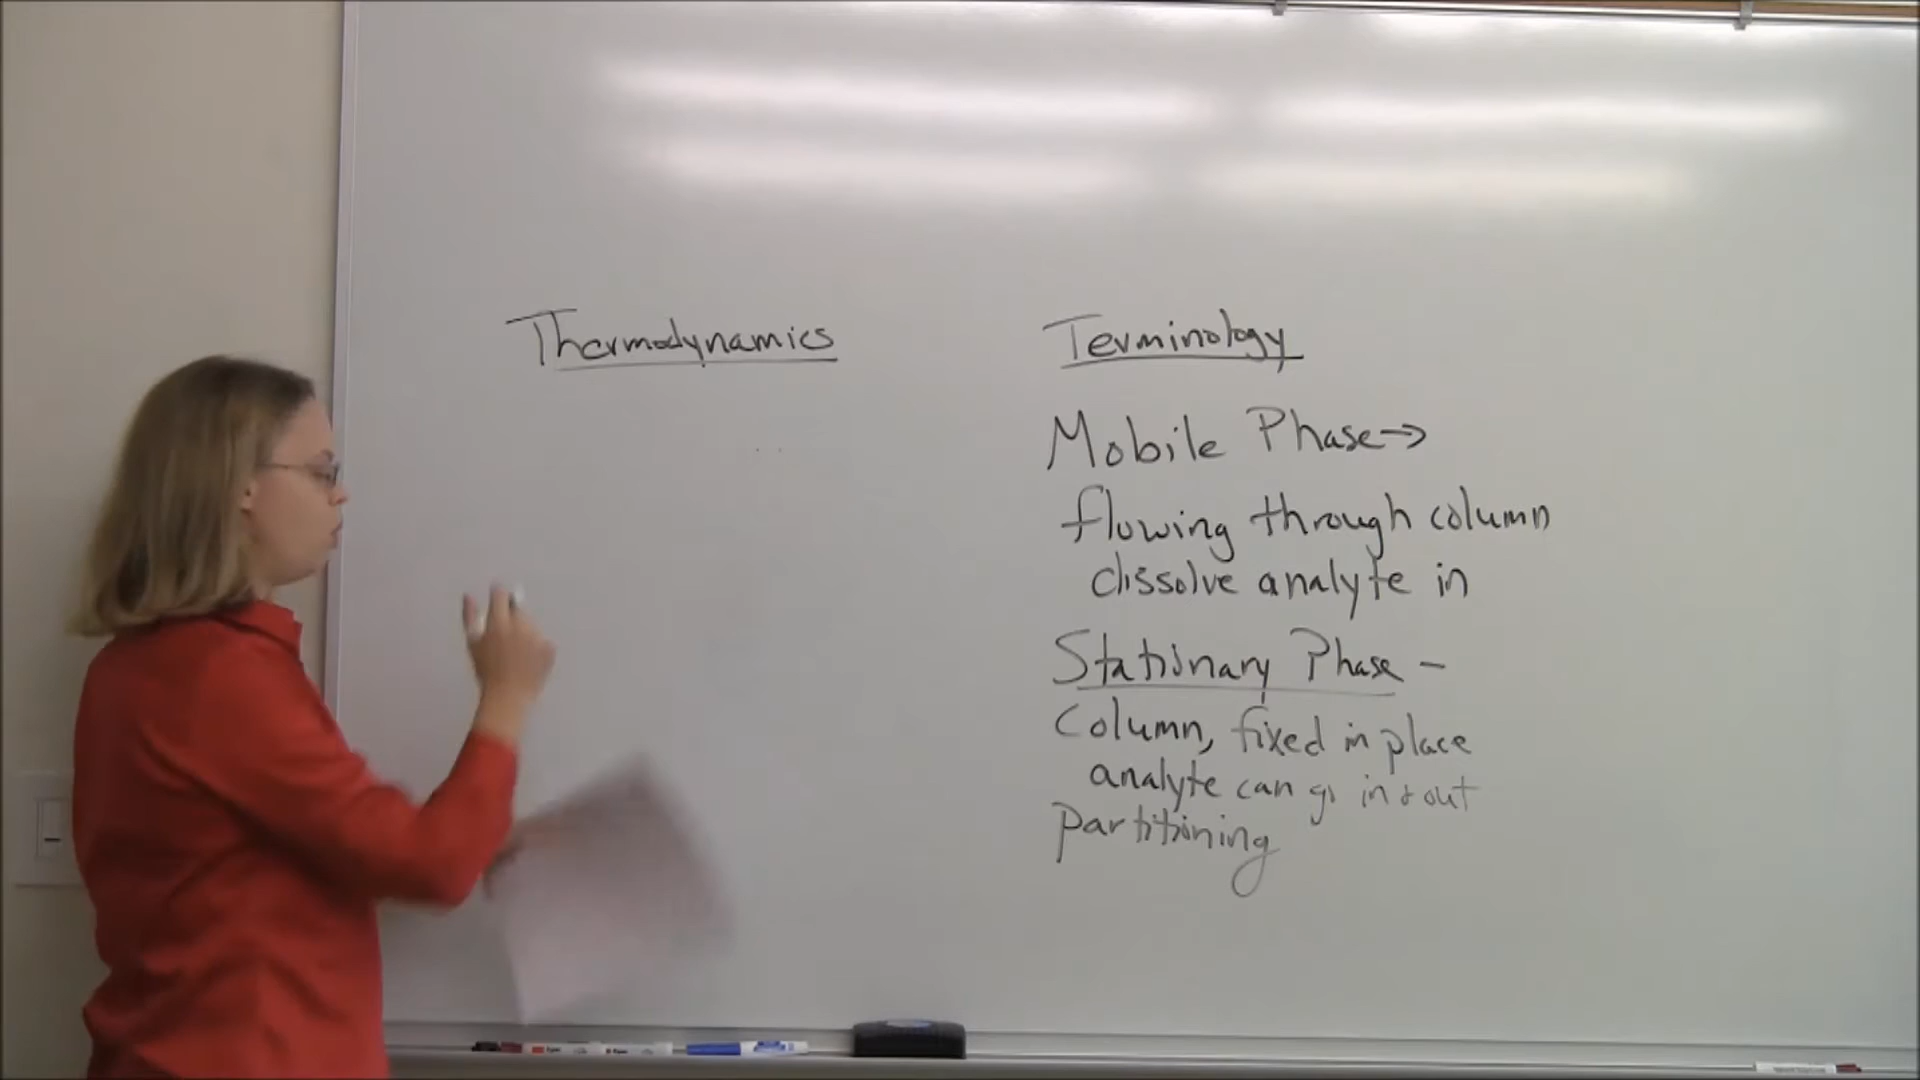 Thermodynamics
Terminology
Mobile Phase→
flowing through column
dissolve analyte in
Stationary Phase -
Column, fixed in place
analyte can go in & out
Partitioning